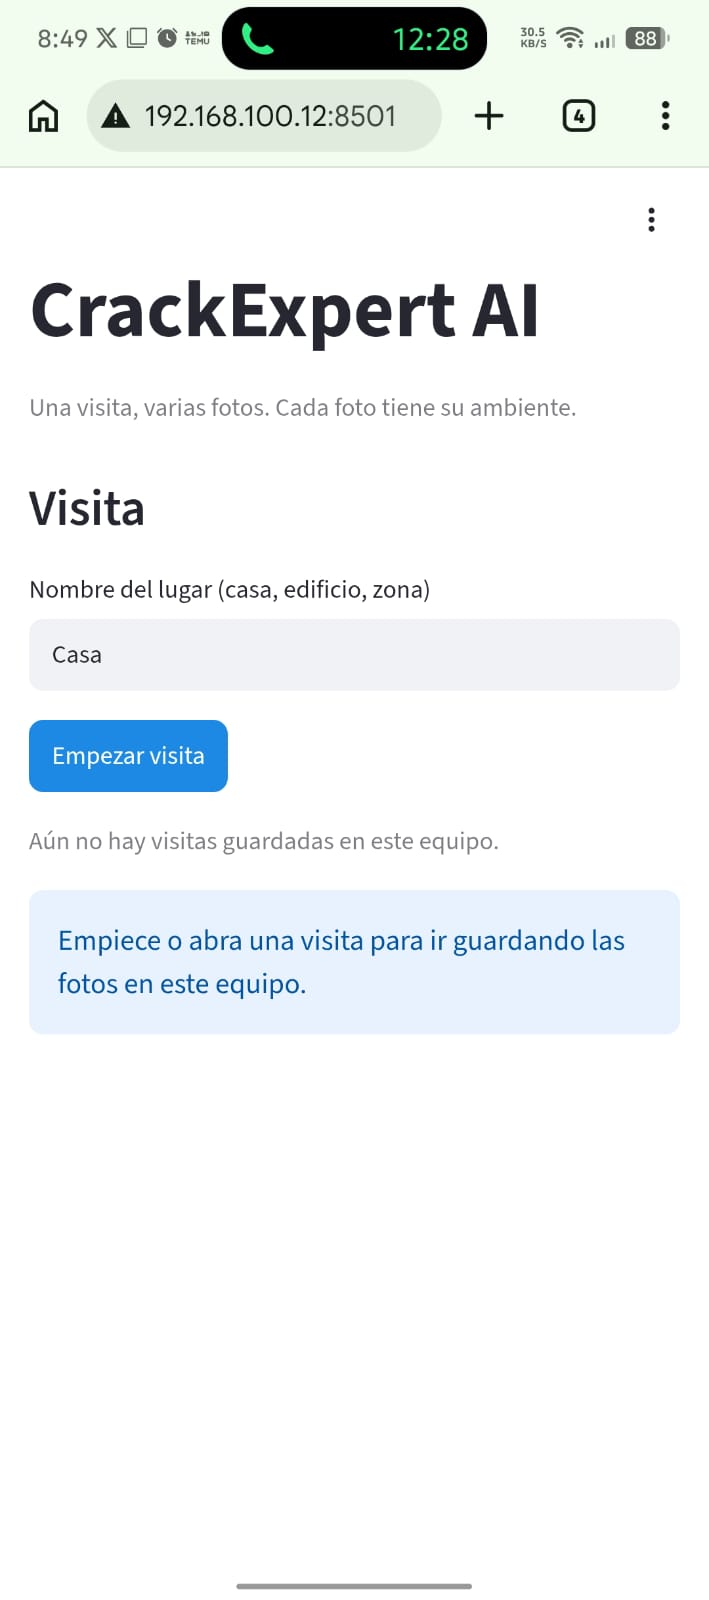 8:49 TEMU 12:28 30.5 KB/S 88
192.168.100.12:8501 4
CrackExpert AI
Una visita, varias fotos. Cada foto tiene su ambiente.
Visita
Nombre del lugar (casa, edificio, zona)
Casa
Empezar visita
Aún no hay visitas guardadas en este equipo.
Empiece o abra una visita para ir guardando las
fotos en este equipo.